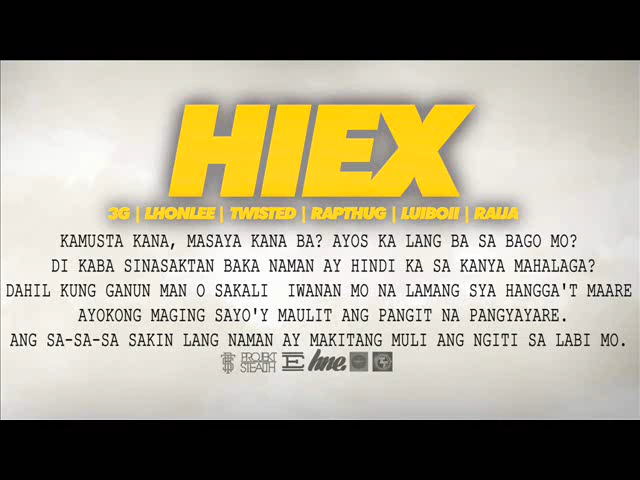 HIEX
3G | LHONLEE | TWISTED | RAPTHUG | LUIBOII | RAIJA
KAMUSTA KANA, MASAYA KANA BA? AYOS KA LANG BA SA BAGO MO?
DI KABA SINASAKTAN BAKA NAMAN AY HINDI KA SA KANYA MAHALAGA?
DAHIL KUNG GANUN MAN O SAKALI IWANAN MO NA LAMANG SYA HANGGA'T MAARE
AYOKONG MAGING SAYO'Y MAULIT ANG PANGIT NA PANGYAYARE.
ANG SA-SA-SA SAKIN LANG NAMAN AY MAKITANG MULI ANG NGITI SA LABI MO.
PROJEKT STEALTH